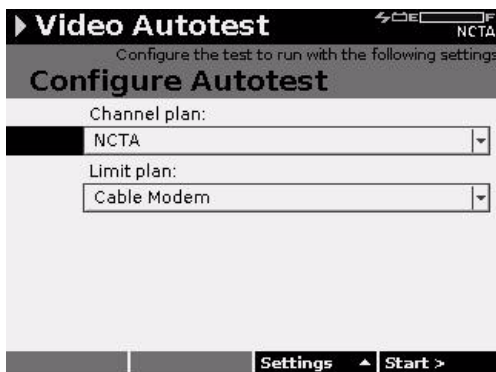 Video Autotest
E F
NCTA
Configure the test to run with the following settings
Configure Autotest
Channel plan:
NCTA
Limit plan:
Cable Modem
Settings
Start >